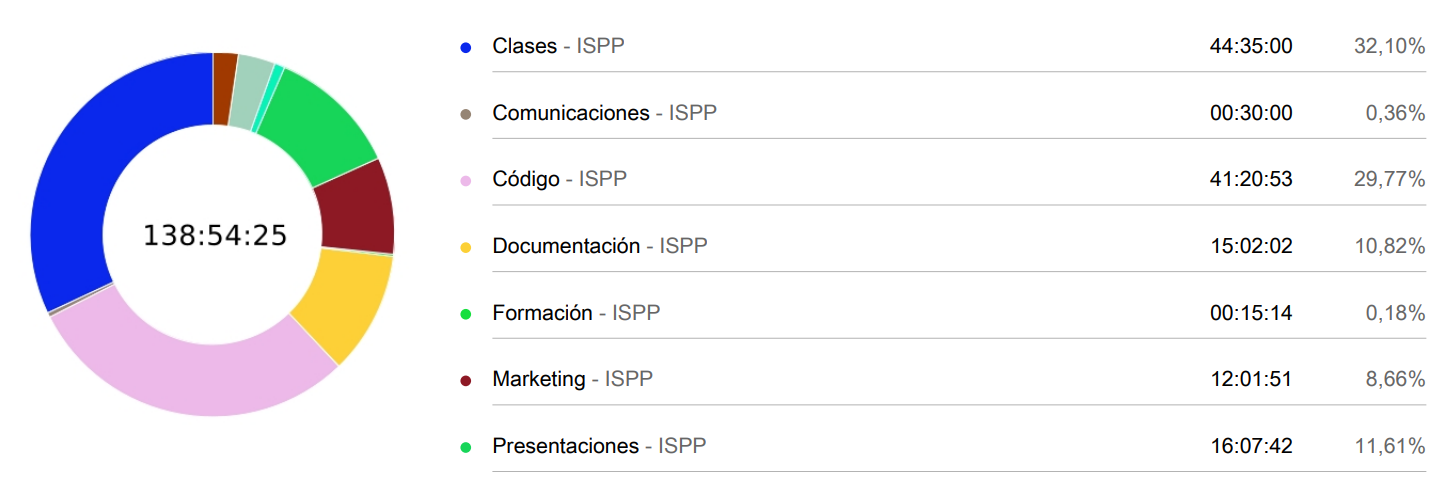 138:54:25
Clases - ISPP 44:35:00 32,10%
Comunicaciones - ISPP 00:30:00 0,36%
Código - ISPP 41:20:53 29,77%
Documentación - ISPP 15:02:02 10,82%
Formación - ISPP 00:15:14 0,18%
Marketing - ISPP 12:01:51 8,66%
Presentaciones - ISPP 16:07:42 11,61%